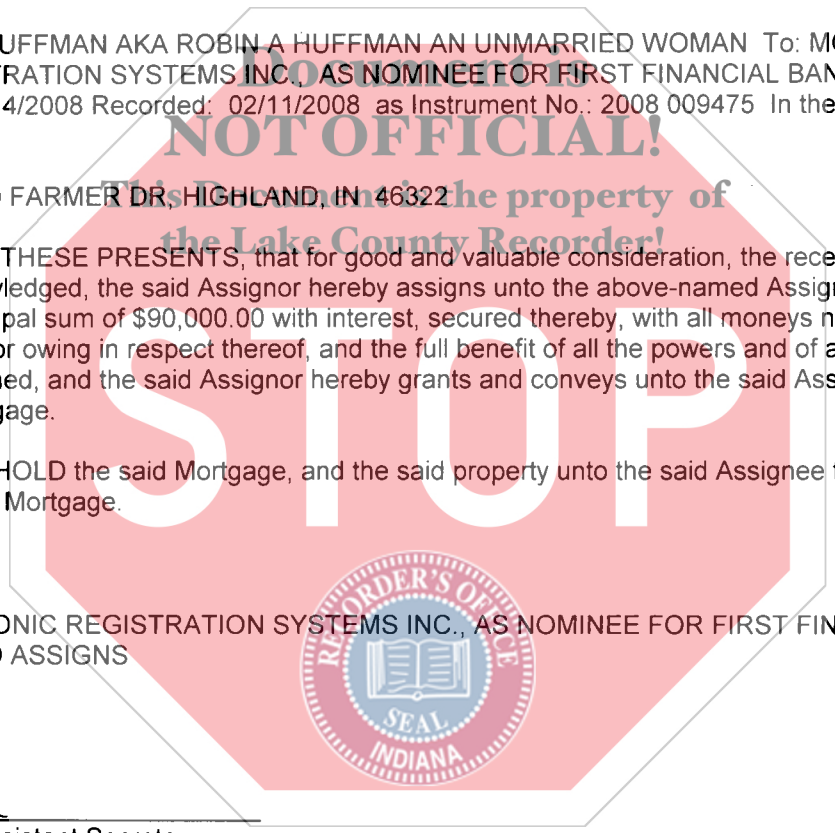 UFFMAN AKA ROBIN A HUFFMAN AN UNMARRIED WOMAN To: MO
TRATION SYSTEMS INC., AS NOMINEE FOR FIRST FINANCIAL BAN
4/2008 Recorded: 02/11/2008 as Instrument No.: 2008 009475 In the
Document is
NOT OFFICIAL!
This Document is the property of
the Lake County Recorder!
FARMER DR, HIGHLAND, IN 46322
THESE PRESENTS, that for good and valuable consideration, the rece
ledged, the said Assignor hereby assigns unto the above-named Assign
pal sum of $90,000.00 with interest, secured thereby, with all moneys n
or owing in respect thereof, and the full benefit of all the powers and of a
ed, and the said Assignor hereby grants and conveys unto the said Ass
gage.
STOP
HOLD the said Mortgage, and the said property unto the said Assignee
Mortgage.
ONIC REGISTRATION SYSTEMS INC., AS NOMINEE FOR FIRST FIN
ASSIGNS
RECORDER'S OFFICE
SEAL
INDIANA